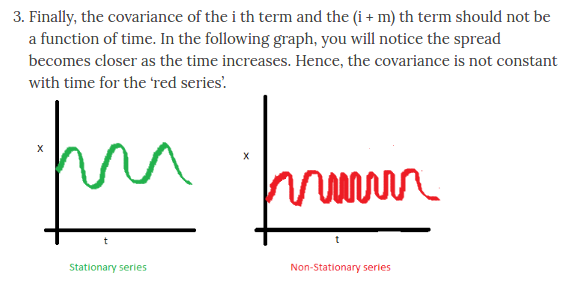 3. Finally, the covariance of the i th term and the (i + m) th term should not be
a function of time. In the following graph, you will notice the spread
becomes closer as the time increases. Hence, the covariance is not constant
with time for the ‘red series’.
X
X
t
t
Stationary series
Non-Stationary series